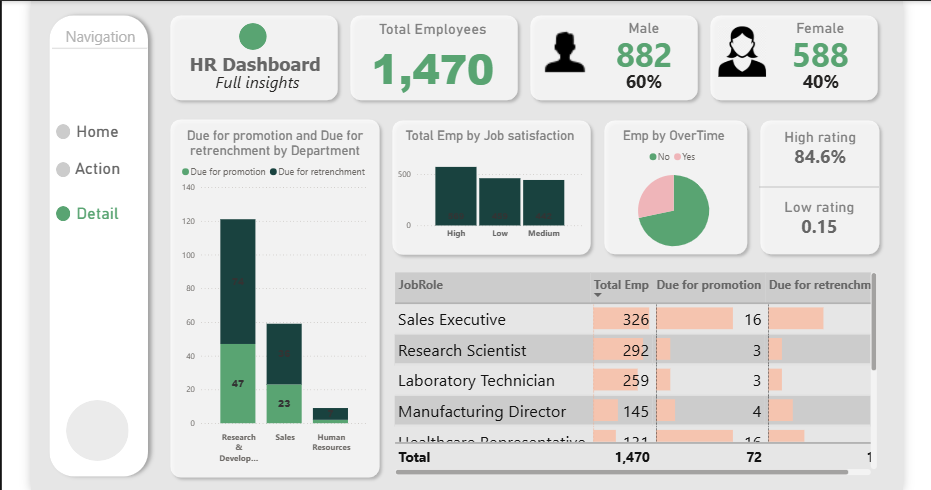 Navigation
Home
Action
Detail
HR Dashboard
Full insights
Total Employees
1,470
Male
882
60%
Female
588
40%
Due for promotion and Due for
retrenchment by Department
Due for promotion Due for retrenchment
140
120
100
80
60
40
20
0
47
23
Research
&
Develop...
Sales
Human
Resources
Total Emp by Job satisfaction
500
0
High Low Medium
Emp by OverTime
No Yes
High rating
84.6%
Low rating
0.15
JobRole Total Emp Due for promotion Due for retrenchm
Sales Executive 326 16
Research Scientist 292 3
Laboratory Technician 259 3
Manufacturing Director 145 4
Healthcare Representative 131 16
Total 1,470 72 1